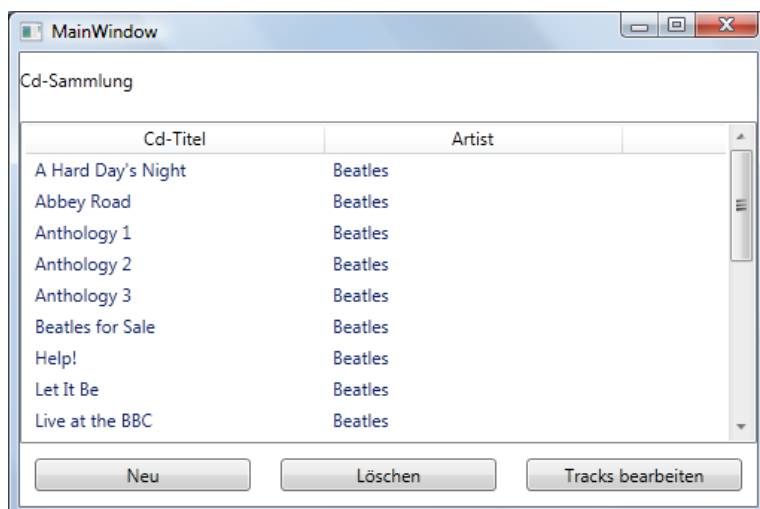 MainWindow
Cd-Sammlung
Cd-Titel Artist
A Hard Day's Night Beatles
Abbey Road Beatles
Anthology 1 Beatles
Anthology 2 Beatles
Anthology 3 Beatles
Beatles for Sale Beatles
Help! Beatles
Let It Be Beatles
Live at the BBC Beatles
Neu Löschen Tracks bearbeiten